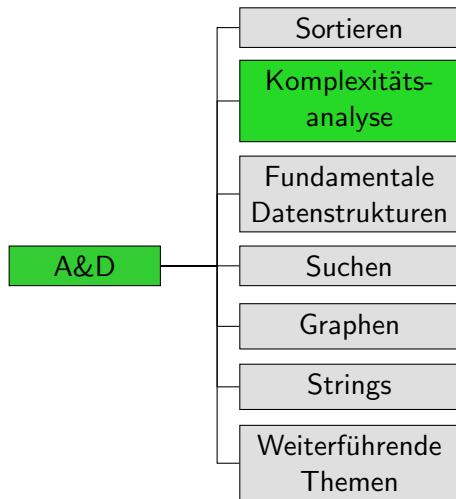 Sortieren
Komplexitäts-
analyse
Fundamentale
Datenstrukturen
A&D
Suchen
Graphen
Strings
Weiterführende
Themen